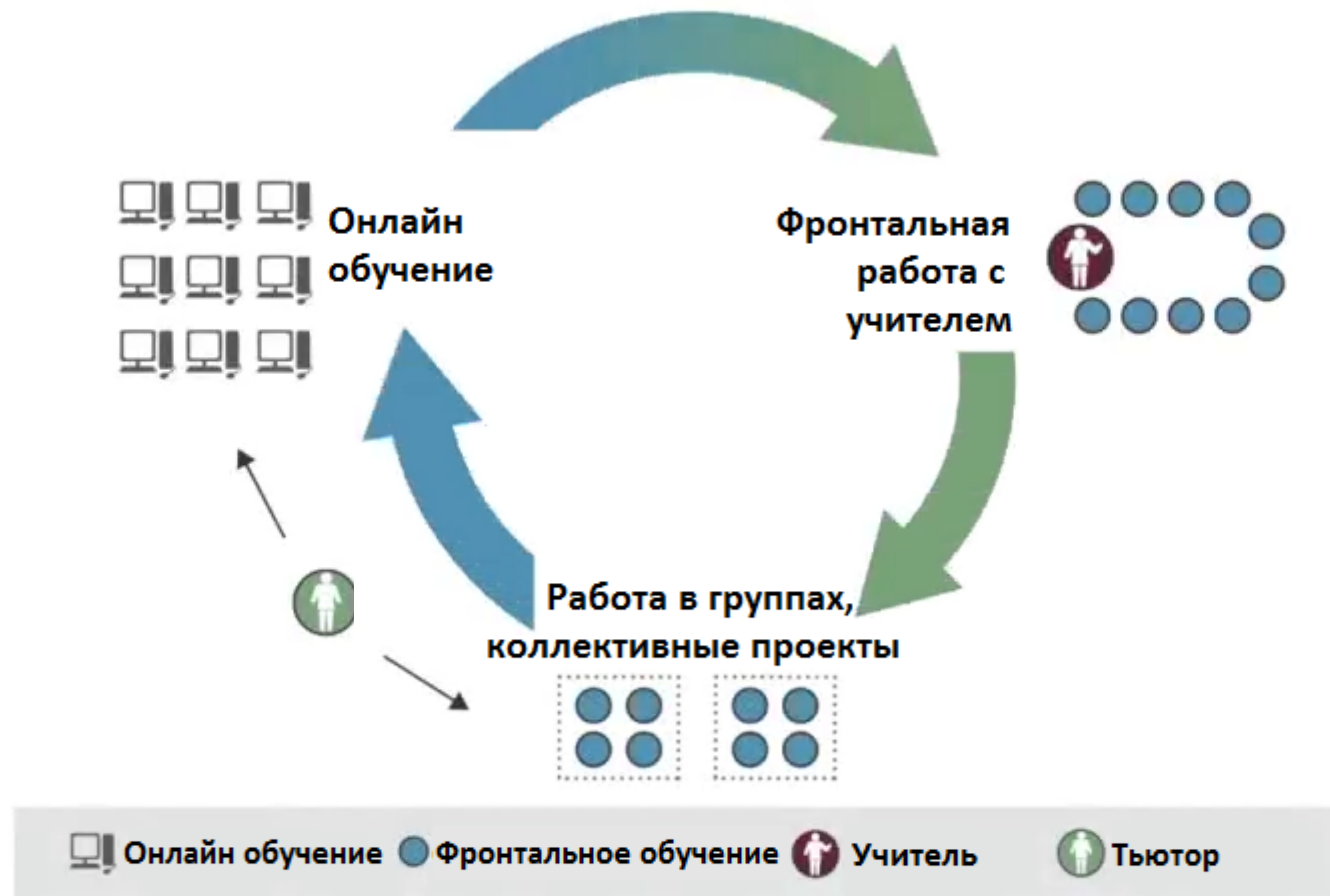 Онлайн
обучение
Фронтальная
работа с
учителем
Работа в группах,
коллективные проекты
Онлайн обучение
Фронтальное обучение
Учитель
Тьютор